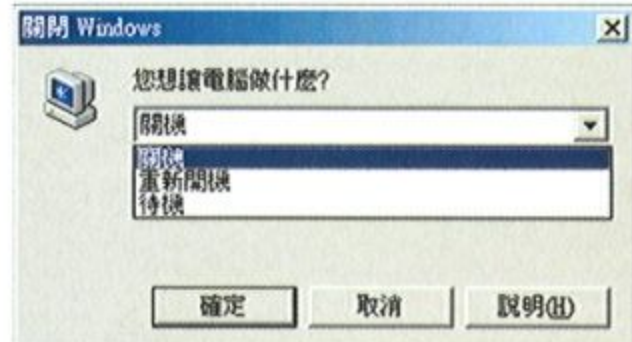 關閉 Windows
您想讓電腦做什麼?
關機
關機
重新開機
待機
確定
取消
說明(H)